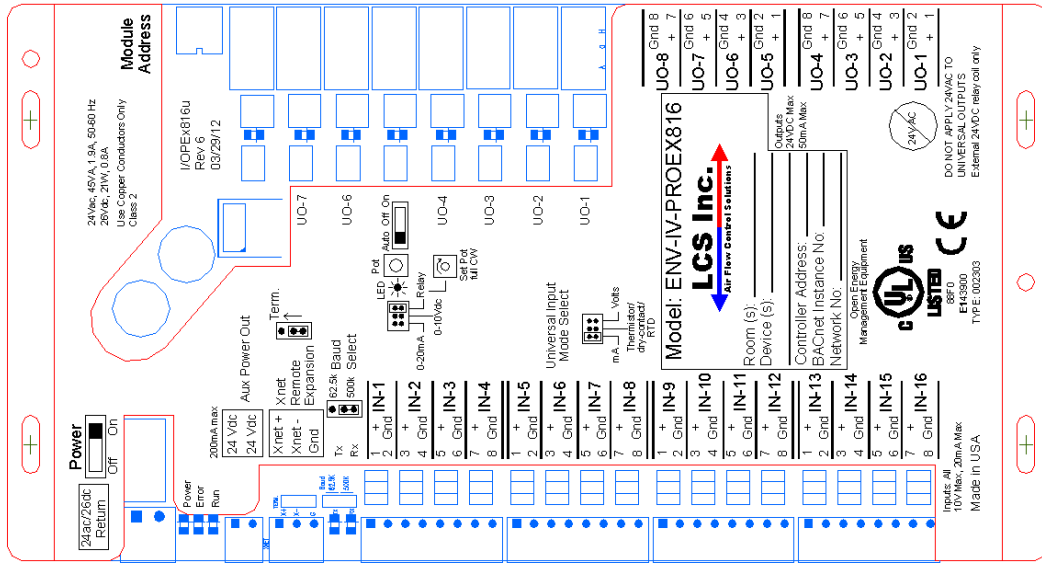 24ac/26dc
Return
Power
Off
On
24Vac, 45VA, 1.9A, 50-60 Hz
26Vdc, 21W, 0.8A
Use Copper Conductors Only
Class 2
Module
Address
I/OPEx816u
Rev 6
03/29/12
Power
Error
Run
200mA max
24 Vdc
24 Vdc
Aux Power Out
Xnet +
Xnet -
Gnd
Xnet
Remote
Expansion
Term.
TERM.
X+
X-
G
XNET
Tx
Rx
62.5k
500k
Baud
Select
Baud
62.5K
500K
TX
RX
UO-7
UO-6
UO-4
UO-3
UO-2
UO-1
LED
Pot
Auto Off On
0-20mA
Relay
0-10Vdc
Set Pot
full CW
Universal Input
Mode Select
mA
Volts
Thermistor/
dry-contact/
RTD
H
O
A
1 +
IN-1
2 Gnd
3 +
IN-2
4 Gnd
5 +
IN-3
6 Gnd
7 +
IN-4
8 Gnd
1 +
IN-5
2 Gnd
3 +
IN-6
4 Gnd
5 +
IN-7
6 Gnd
7 +
IN-8
8 Gnd
1 +
IN-9
2 Gnd
3 +
IN-10
4 Gnd
5 +
IN-11
6 Gnd
7 +
IN-12
8 Gnd
1 +
IN-13
2 Gnd
3 +
IN-14
4 Gnd
5 +
IN-15
6 Gnd
7 +
IN-16
8 Gnd
Model: ENV-IV-PROEX816
LCS Inc.
Air Flow Control Solutions
Room (s):
Device (s):
Controller Address:
BACnet Instance No:
Network No:
Outputs
24VDC Max
50mA Max
UO-8
Gnd 8
+ 7
UO-7
Gnd 6
+ 5
UO-6
Gnd 4
+ 3
UO-5
Gnd 2
+ 1
UO-4
Gnd 8
+ 7
UO-3
Gnd 6
+ 5
UO-2
Gnd 4
+ 3
UO-1
Gnd 2
+ 1
Open Energy
Management Equipment
C UL US
LISTED
88F0
E143900
TYPE: 002303
CE
24VAC
DO NOT APPLY 24VAC TO
UNIVERSAL OUTPUTS
External 24VDC relay coil only
Inputs: All
10V Max, 20mA Max
Made in USA